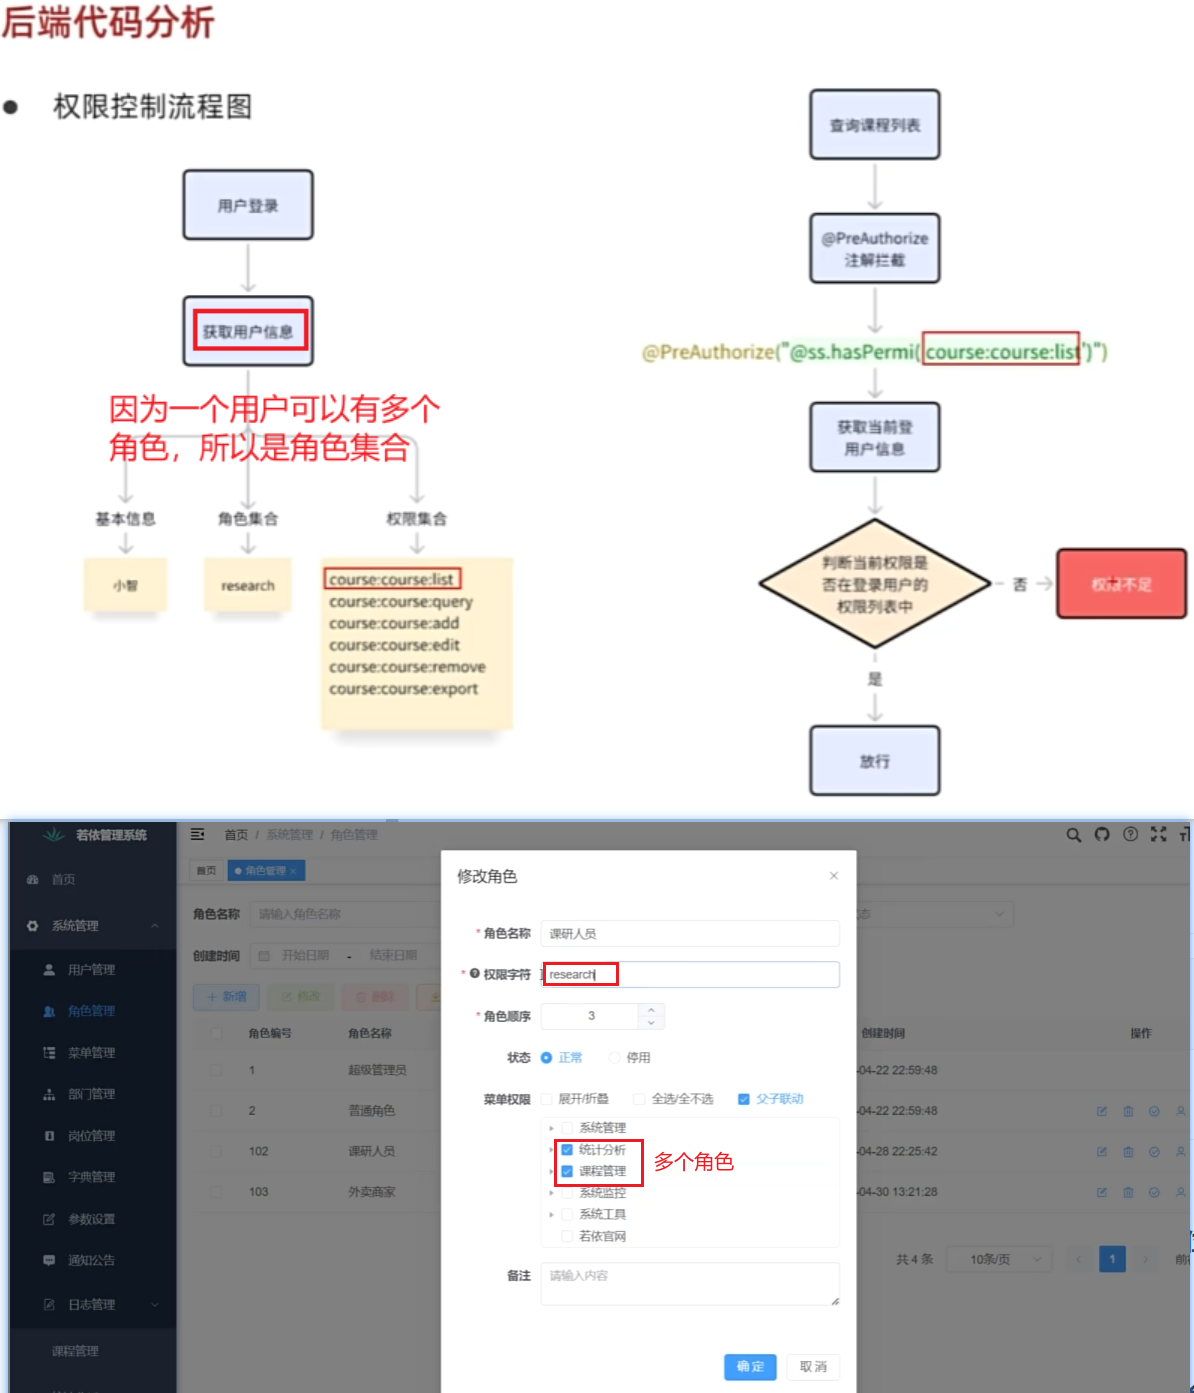 后端代码分析
权限控制流程图
用户登录
获取用户信息
因为一个用户可以有多个
角色，所以是角色集合
基本信息
角色集合
权限集合
小智
research
course:course:list
course:course:query
course:course:add
course:course:edit
course:course:remove
course:course:export
查询课程列表
@PreAuthorize
注解拦截
@PreAuthorize("@ss.hasPermi('course:course:list')")
获取当前登
用户信息
判断当前权限是
否在登录用户的
权限列表中
否
权限不足
是
放行
若依管理系统
首页 / 系统管理 / 角色管理
首页
角色管理 ×
首页
系统管理
用户管理
角色管理
菜单管理
部门管理
岗位管理
字典管理
参数设置
通知公告
日志管理
课程管理
角色名称 请输入角色名称
创建时间 开始日期 - 结束日期
+ 新增 修改 删除
角色编号 角色名称 创建时间 操作
1 超级管理员 -04-22 22:59:48
2 普通角色 -04-22 22:59:48
102 课研人员 -04-28 22:25:42
103 外卖商家 -04-30 13:21:28
共 4 条 10条/页 1 前
修改角色
* 角色名称 课研人员
* 权限字符 research
* 角色顺序 3
状态 正常 停用
菜单权限 展开/折叠 全选/全不选 父子联动
系统管理
统计分析
课程管理
多个角色
系统监控
系统工具
若依官网
备注 请输入内容
确 定 取 消